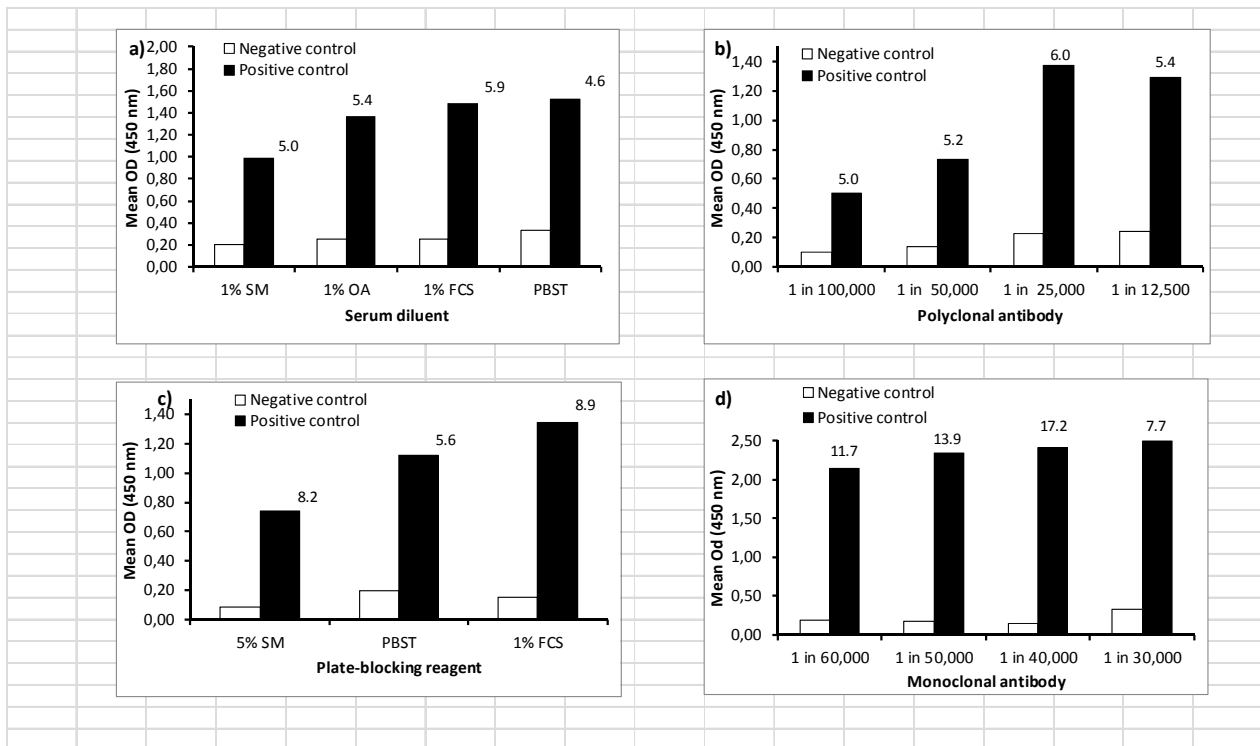 a)
Negative control
Positive control
2,00
1,80
1,60
1,40
1,20
1,00
0,80
0,60
0,40
0,20
0,00
Mean OD (450 nm)
5.0
5.4
5.9
4.6
1% SM
1% OA
1% FCS
PBST
Serum diluent
b)
Negative control
Positive control
1,40
1,20
1,00
0,80
0,60
0,40
0,20
0,00
Mean OD (450 nm)
5.0
5.2
6.0
5.4
1 in 100,000
1 in 50,000
1 in 25,000
1 in 12,500
Polyclonal antibody
c)
Negative control
Positive control
1,40
1,20
1,00
0,80
0,60
0,40
0,20
0,00
Mean OD (450 nm)
8.2
5.6
8.9
5% SM
PBST
1% FCS
Plate-blocking reagent
d)
Negative control
Positive control
2,50
2,00
1,50
1,00
0,50
0,00
Mean Od (450 nm)
11.7
13.9
17.2
7.7
1 in 60,000
1 in 50,000
1 in 40,000
1 in 30,000
Monoclonal antibody